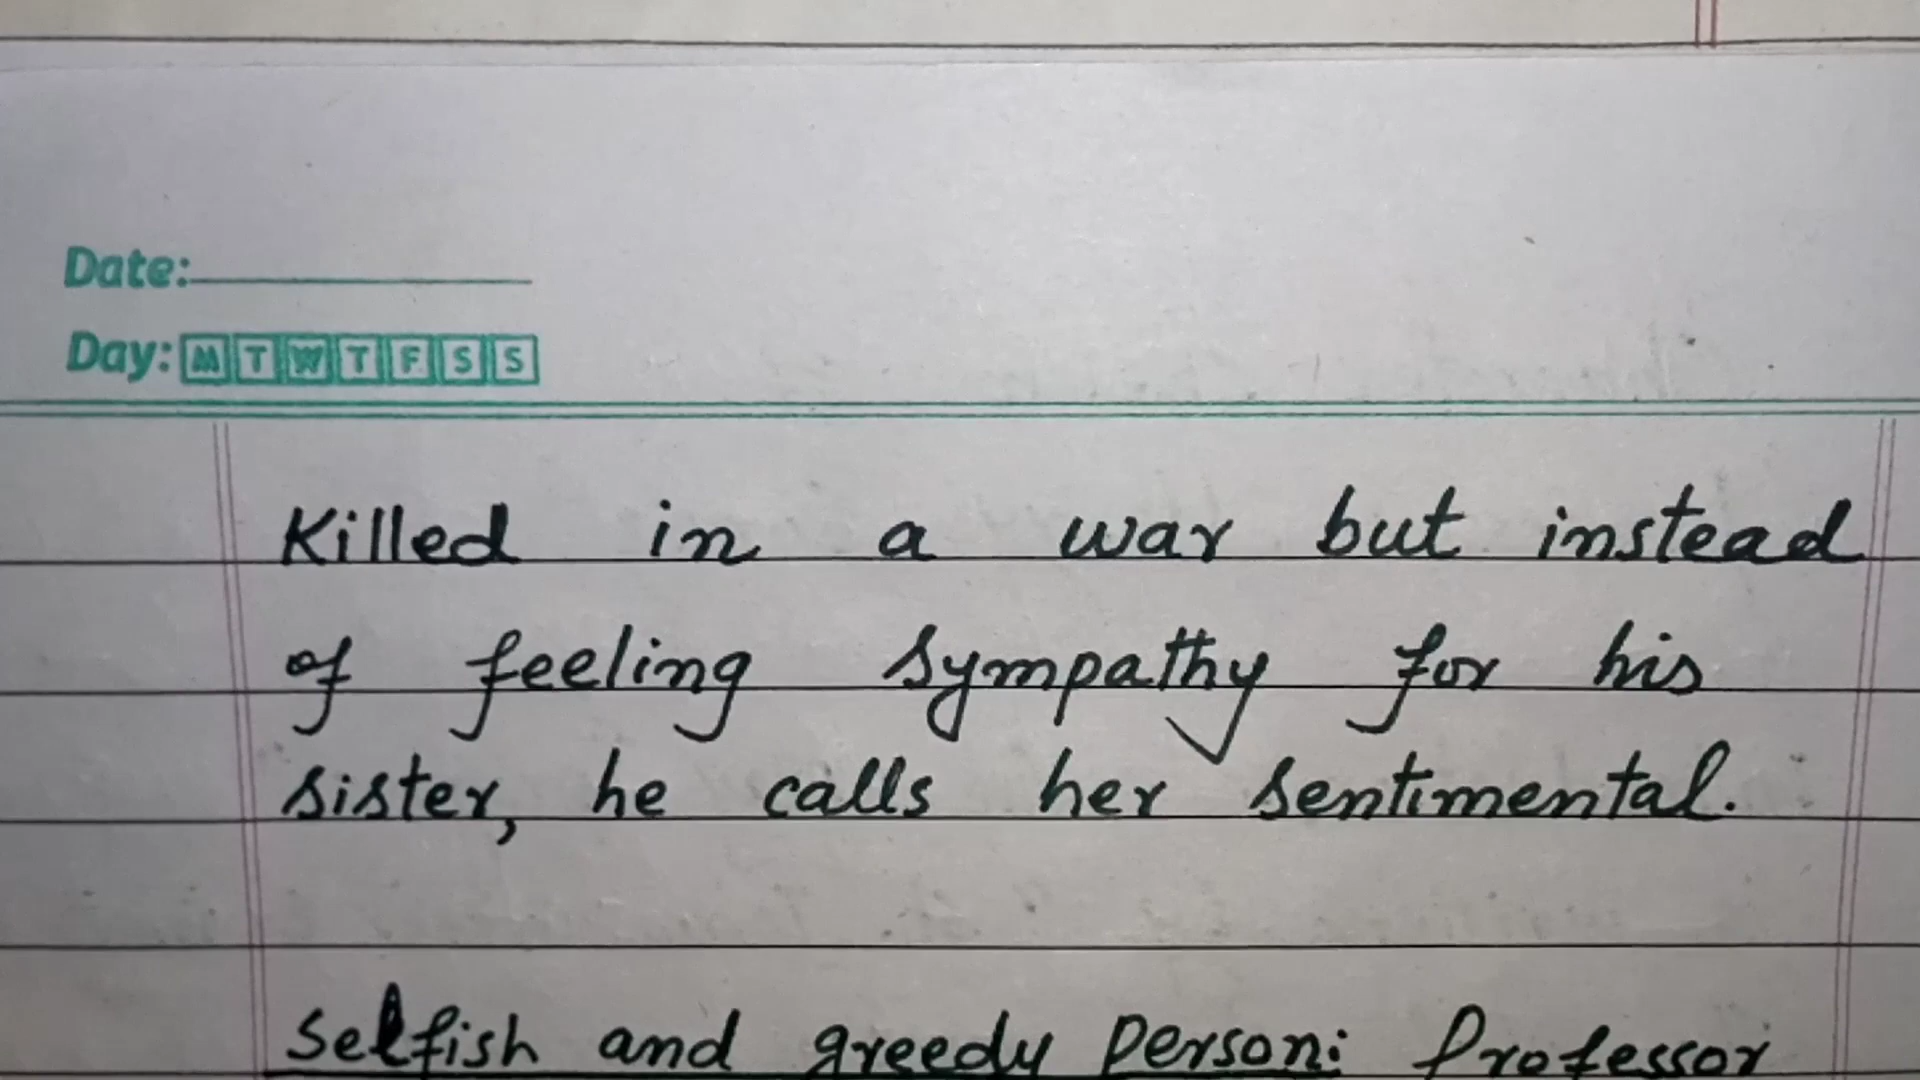 Date:
Day: M T W T F S S
Killed in a war but instead
of feeling sympathy for his
sister, he calls her sentimental.
Selfish and greedy person: Professor